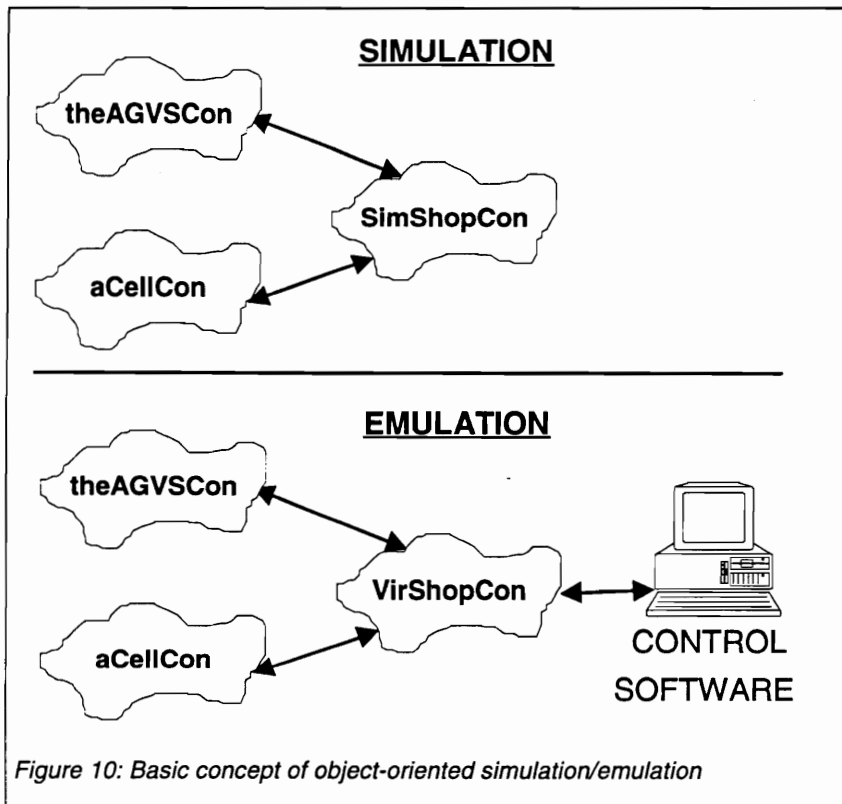 SIMULATION
theAGVSCon
SimShopCon
aCellCon
EMULATION
theAGVSCon
VirShopCon
aCellCon
CONTROL
SOFTWARE
Figure 10: Basic concept of object-oriented simulation/emulation